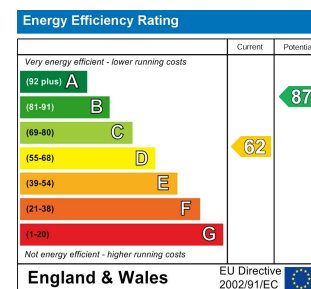 Energy Efficiency Rating
Current
Potentia
Very energy efficient - lower running costs
(92 plus) A
(81-91) B
87
(69-80) C
(55-68) D
62
(39-54) E
(21-38) F
(1-20) G
Not energy efficient - higher running costs
England & Wales
EU Directive
2002/91/EC